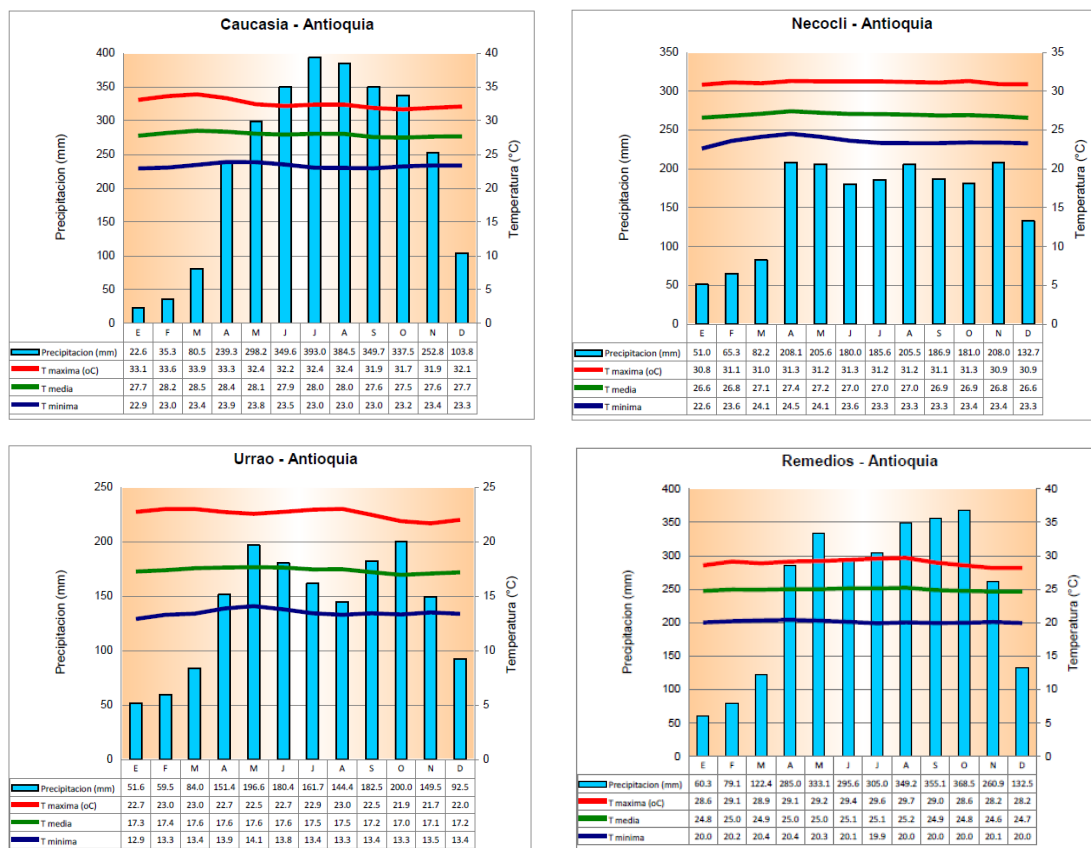 Caucasia - Antioquia
400
350
300
250
200
150
100
50
0
Precipitacion (mm)
40
35
30
25
20
15
10
5
0
Temperatura (°C)
E F M A M J J A S O N D
Precipitacion (mm) 22.6 35.3 80.5 239.3 298.2 349.6 393.0 384.5 349.7 337.5 252.8 103.8
T maxima (oC) 33.1 33.6 33.9 33.3 32.4 32.2 32.4 32.4 31.9 31.7 31.9 32.1
T media 27.7 28.2 28.5 28.4 28.1 27.9 28.0 28.0 27.6 27.5 27.6 27.7
T minima 22.9 23.0 23.4 23.9 23.8 23.5 23.0 23.0 23.0 23.2 23.4 23.3
Necocli - Antioquia
350
300
250
200
150
100
50
0
Precipitacion (mm)
35
30
25
20
15
10
5
0
Temperatura (°C)
E F M A M J J A S O N D
Precipitacion (mm) 51.0 65.3 82.2 208.1 205.6 180.0 185.6 205.5 186.9 181.0 208.0 132.7
T maxima (oC) 30.8 31.1 31.0 31.3 31.2 31.3 31.2 31.2 31.1 31.3 30.9 30.9
T media 26.6 26.8 27.1 27.4 27.2 27.0 27.0 27.0 26.9 26.9 26.8 26.6
T minima 22.6 23.6 24.1 24.5 24.1 23.6 23.3 23.3 23.3 23.4 23.4 23.3
Urrao - Antioquia
250
200
150
100
50
0
Precipitacion (mm)
25
20
15
10
5
0
Temperatura (°C)
E F M A M J J A S O N D
Precipitacion (mm) 51.6 59.5 84.0 151.4 196.6 180.4 161.7 144.4 182.5 200.0 149.5 92.5
T maxima (oC) 22.7 23.0 23.0 22.7 22.5 22.7 22.9 23.0 22.5 21.9 21.7 22.0
T media 17.3 17.4 17.6 17.6 17.6 17.6 17.5 17.5 17.2 17.0 17.1 17.2
T minima 12.9 13.3 13.4 13.9 14.1 13.8 13.4 13.3 13.4 13.3 13.5 13.4
Remedios - Antioquia
400
350
300
250
200
150
100
50
0
Precipitacion (mm)
40
35
30
25
20
15
10
5
0
Temperatura (°C)
E F M A M J J A S O N D
Precipitacion (mm) 60.3 79.1 122.4 285.0 333.1 295.6 305.0 349.2 355.1 368.5 260.9 132.5
T maxima (oC) 28.6 29.1 28.9 29.1 29.2 29.4 29.6 29.7 29.0 28.6 28.2 28.2
T media 24.8 25.0 24.9 25.0 25.0 25.1 25.1 25.2 24.9 24.8 24.6 24.7
T minima 20.0 20.2 20.4 20.4 20.3 20.1 19.9 20.0 20.0 20.0 20.1 20.0